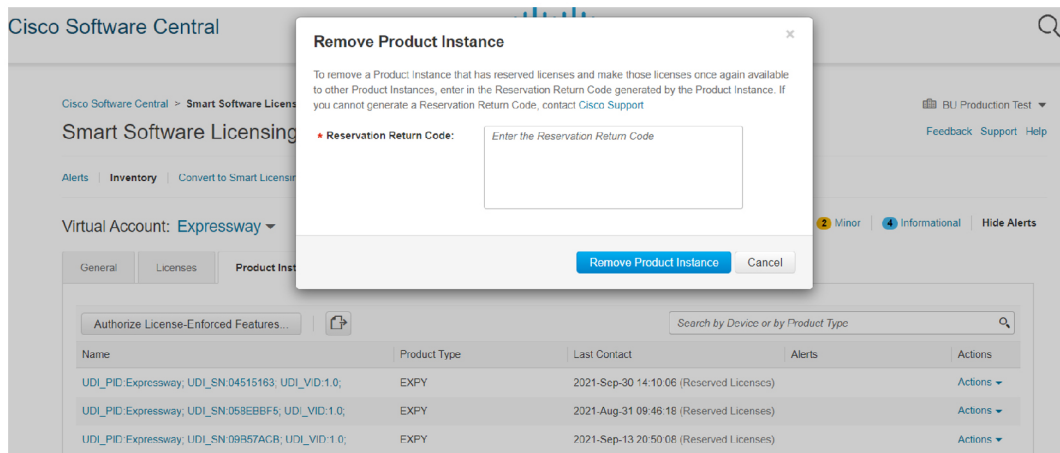 Cisco Software Central
Remove Product Instance
×
To remove a Product Instance that has reserved licenses and make those licenses once again available
to other Product Instances, enter in the Reservation Return Code generated by the Product Instance. If
you cannot generate a Reservation Return Code, contact Cisco Support
* Reservation Return Code:
Enter the Reservation Return Code
Remove Product Instance
Cancel
Cisco Software Central > Smart Software Licens
BU Production Test
Smart Software Licensing
Feedback Support Help
Alerts | Inventory | Convert to Smart Licensin
Virtual Account: Expressway
2 Minor | 4 Informational | Hide Alerts
General
Licenses
Product Inst
Authorize License-Enforced Features...
Search by Device or by Product Type
Name Product Type Last Contact Alerts Actions
UDI_PID:Expressway; UDI_SN:04515163; UDI_VID:1.0; EXPY 2021-Sep-30 14:10:06 (Reserved Licenses) Actions
UDI_PID:Expressway; UDI_SN:058EBBF5; UDI_VID:1.0; EXPY 2021-Aug-31 09:46:18 (Reserved Licenses) Actions
UDI_PID:Expressway; UDI_SN:09B57ACB; UDI_VID:1.0; EXPY 2021-Sep-13 20:50:08 (Reserved Licenses) Actions